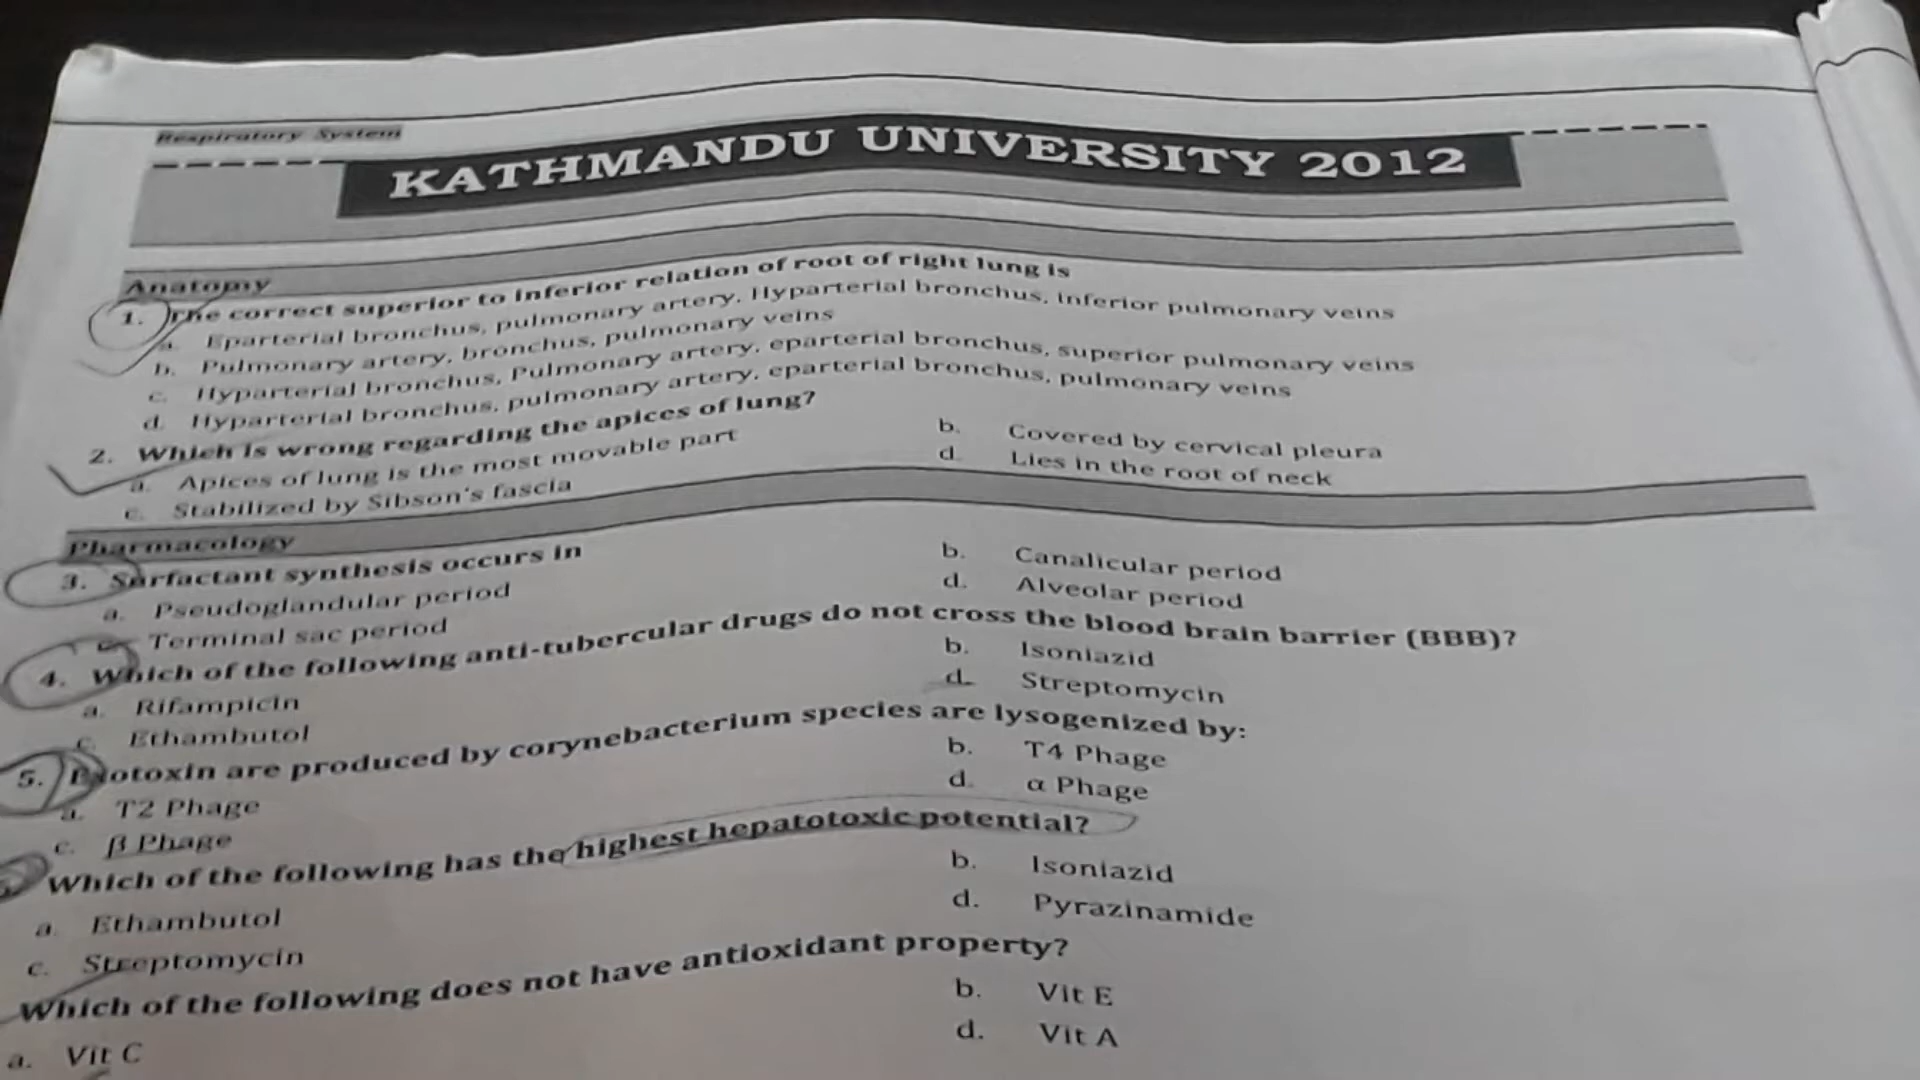 Respiratory System
KATHMANDU UNIVERSITY 2012
Anatomy
1. The correct superior to inferior relation of root of right lung is
a. Eparterial bronchus, pulmonary artery, Hyparterial bronchus, inferior pulmonary veins
b. Pulmonary artery, bronchus, pulmonary veins
c. Hyparterial bronchus, Pulmonary artery, eparterial bronchus, superior pulmonary veins
d. Hyparterial bronchus, pulmonary artery, eparterial bronchus, pulmonary veins
2. Which is wrong regarding the apices of lung?
a. Apices of lung is the most movable part b. Covered by cervical pleura
c. Stabilized by Sibson's fascia d. Lies in the root of neck
Pharmacology
3. Surfactant synthesis occurs in
a. Pseudoglandular period b. Canalicular period
c. Terminal sac period d. Alveolar period
4. Which of the following anti-tubercular drugs do not cross the blood brain barrier (BBB)?
a. Rifampicin b. Isoniazid
c. Ethambutol d. Streptomycin
5. Exotoxin are produced by corynebacterium species are lysogenized by:
a. T2 Phage b. T4 Phage
c. β Phage d. α Phage
Which of the following has the highest hepatotoxic potential?
a. Ethambutol b. Isoniazid
c. Streptomycin d. Pyrazinamide
Which of the following does not have antioxidant property?
a. Vit C b. Vit E
d. Vit A